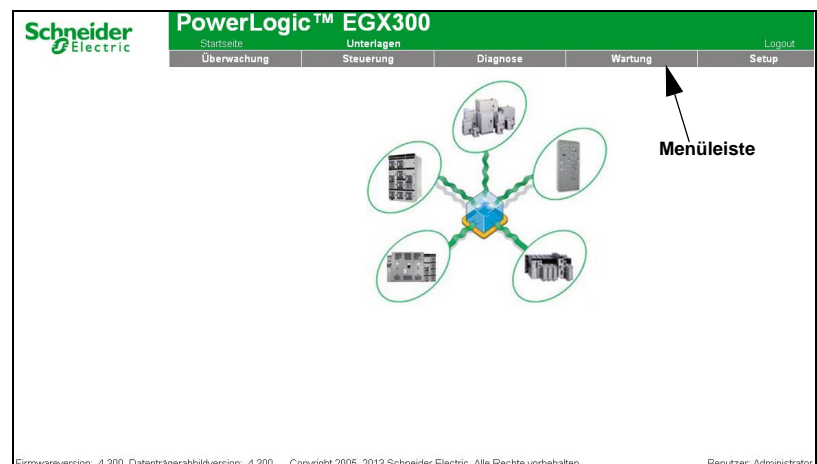 Schneider Electric
PowerLogic™ EGX300
Startseite Unterlagen Logout
Überwachung Steuerung Diagnose Wartung Setup
Menüleiste
Firmwareversion: 4.300 Datenträgerabbildversion: 4.300 Copyright 2005, 2013 Schneider Electric. Alle Rechte vorbehalten. Benutzer: Administrator